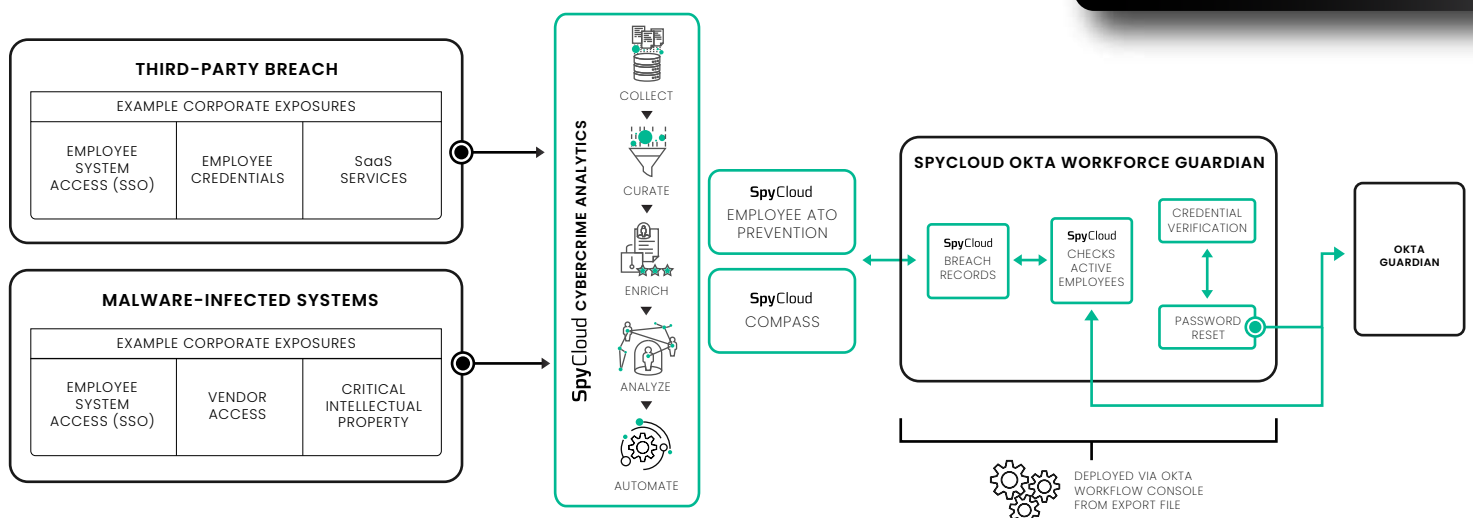 THIRD-PARTY BREACH
EXAMPLE CORPORATE EXPOSURES
EMPLOYEE
SYSTEM
ACCESS (SSO)
EMPLOYEE
CREDENTIALS
SaaS
SERVICES
MALWARE-INFECTED SYSTEMS
EXAMPLE CORPORATE EXPOSURES
EMPLOYEE
SYSTEM
ACCESS (SSO)
VENDOR
ACCESS
CRITICAL
INTELLECTUAL
PROPERTY
SpyCloud CYBERCRIME ANALYTICS
COLLECT
CURATE
ENRICH
ANALYZE
AUTOMATE
SpyCloud
EMPLOYEE ATO
PREVENTION
SpyCloud
COMPASS
SPYCLOUD OKTA WORKFORCE GUARDIAN
SpyCloud
BREACH
RECORDS
SpyCloud
CHECKS
ACTIVE
EMPLOYEES
CREDENTIAL
VERIFICATION
PASSWORD
RESET
DEPLOYED VIA OKTA
WORKFLOW CONSOLE
FROM EXPORT FILE
OKTA
GUARDIAN